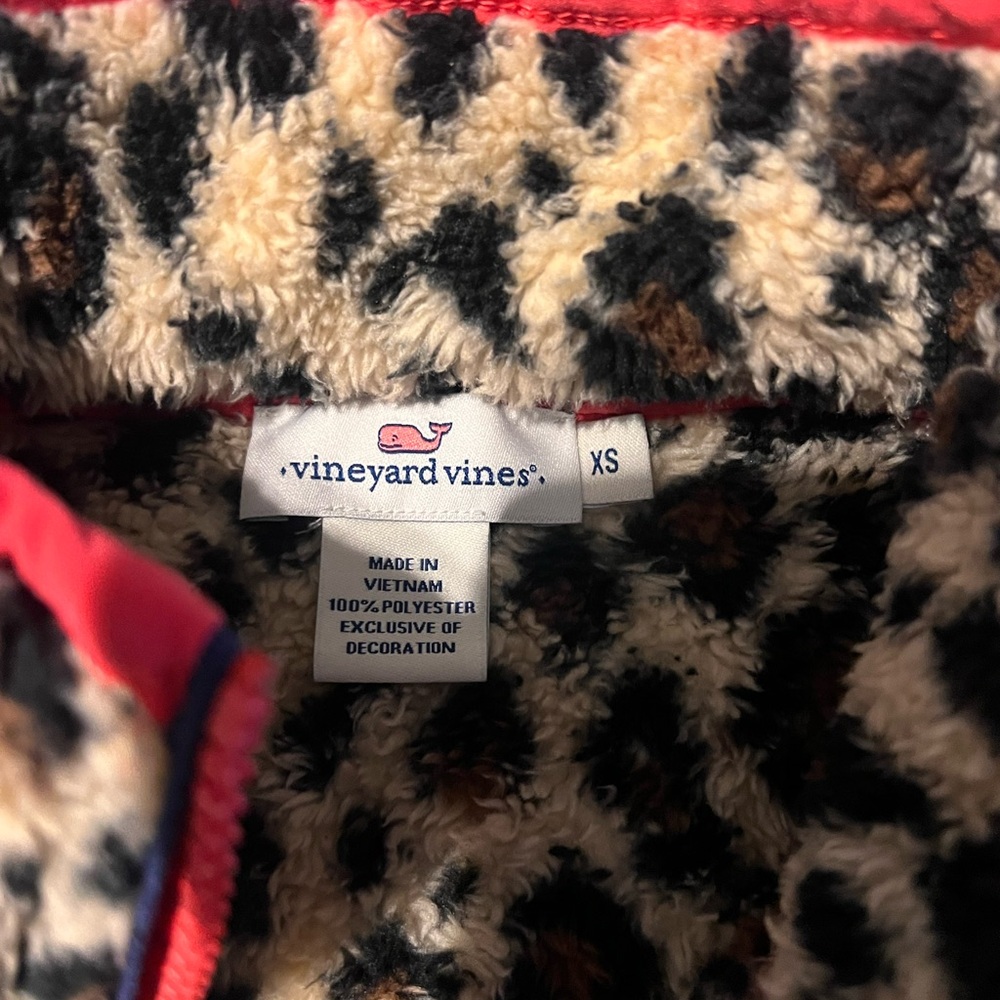 vineyard vines®
XS
MADE IN
VIETNAM
100% POLYESTER
EXCLUSIVE OF
DECORATION